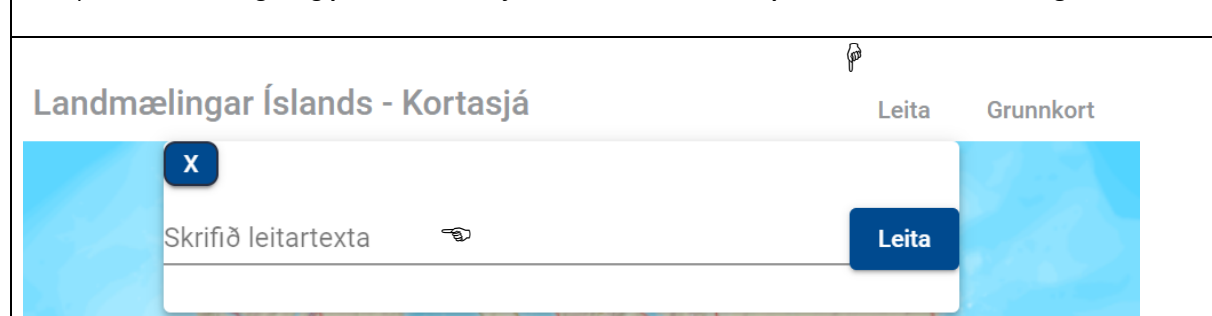 Landmælingar Íslands - Kortasjá
Leita Grunnkort
X
Skrifið leitartexta
Leita